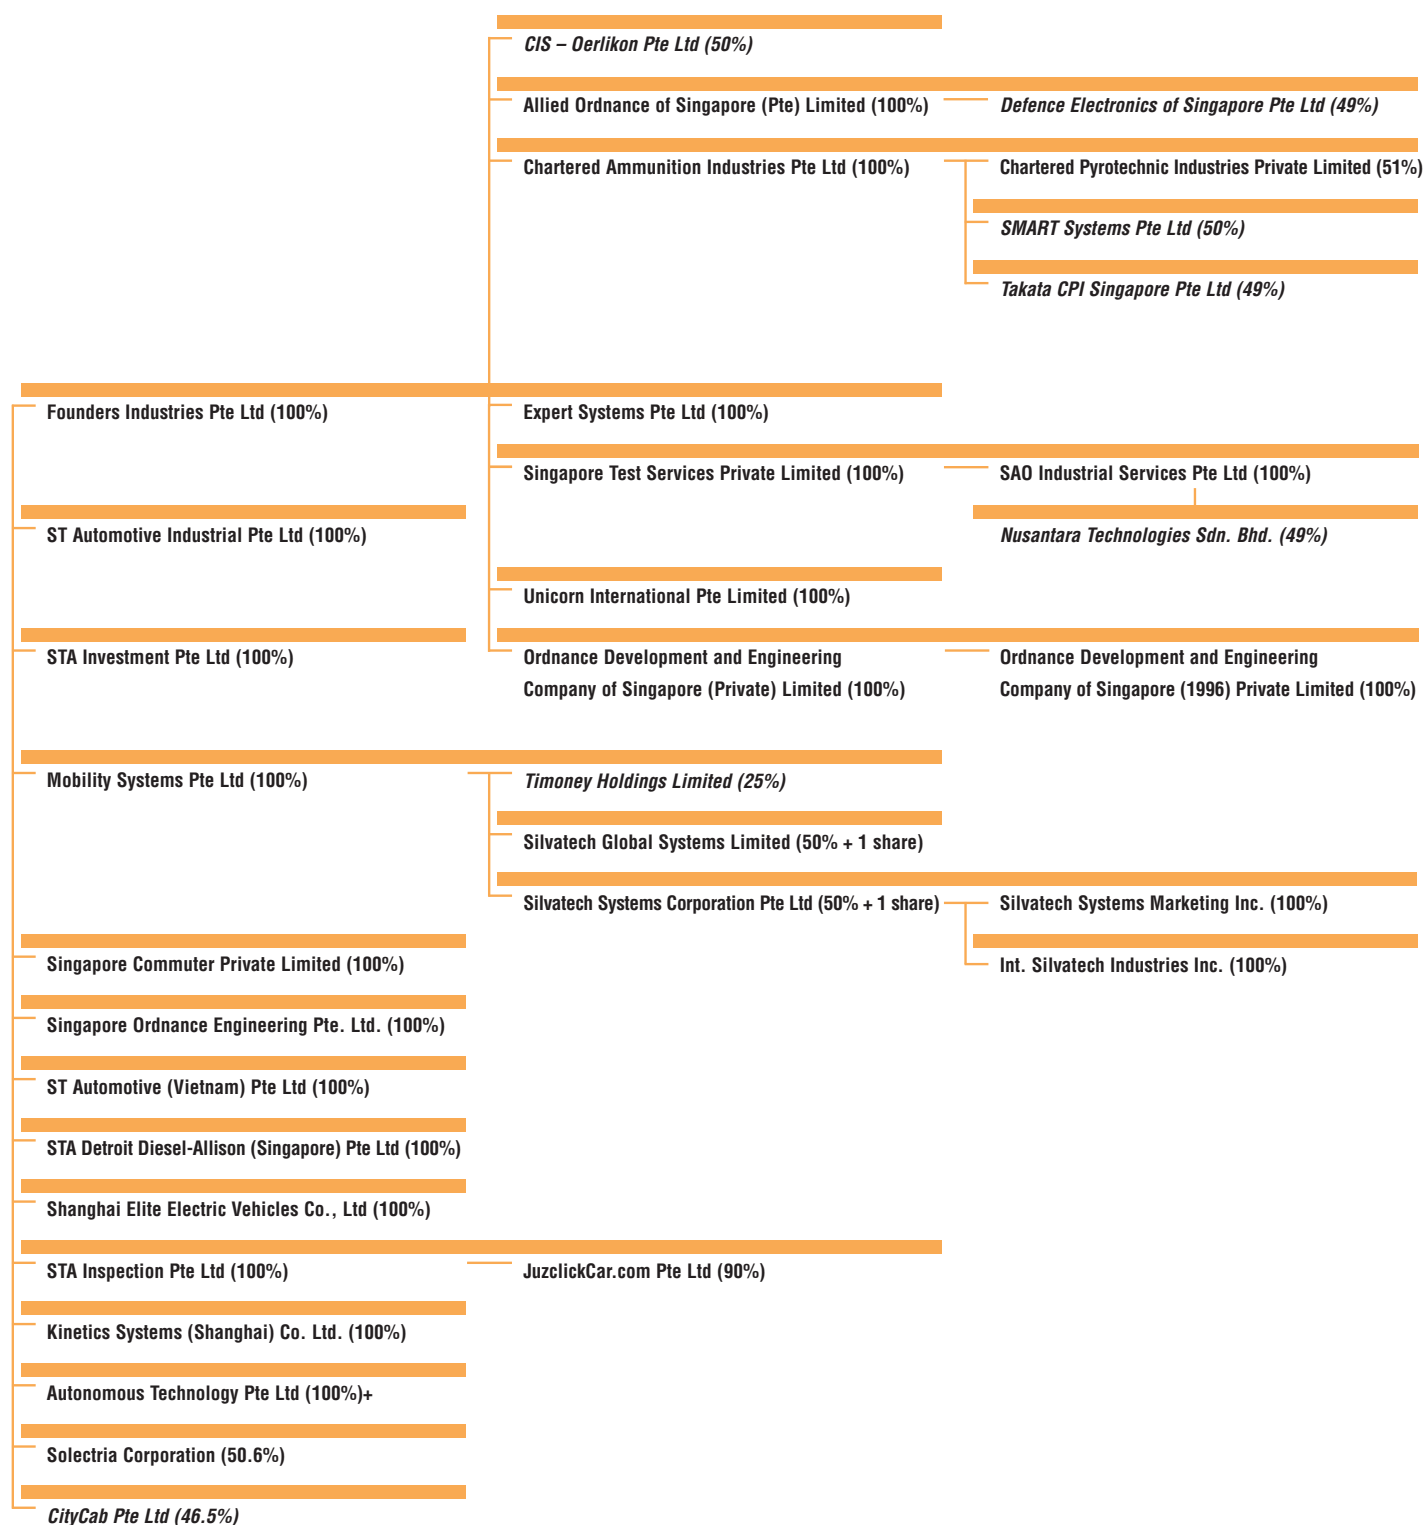 CIS – Oerlikon Pte Ltd (50%)
Allied Ordnance of Singapore (Pte) Limited (100%)
Defence Electronics of Singapore Pte Ltd (49%)
Chartered Ammunition Industries Pte Ltd (100%)
Chartered Pyrotechnic Industries Private Limited (51%)
SMART Systems Pte Ltd (50%)
Takata CPI Singapore Pte Ltd (49%)
Founders Industries Pte Ltd (100%)
Expert Systems Pte Ltd (100%)
Singapore Test Services Private Limited (100%)
SAO Industrial Services Pte Ltd (100%)
ST Automotive Industrial Pte Ltd (100%)
Nusantara Technologies Sdn. Bhd. (49%)
Unicorn International Pte Limited (100%)
STA Investment Pte Ltd (100%)
Ordnance Development and Engineering
Company of Singapore (Private) Limited (100%)
Ordnance Development and Engineering
Company of Singapore (1996) Private Limited (100%)
Mobility Systems Pte Ltd (100%)
Timoney Holdings Limited (25%)
Silvatech Global Systems Limited (50% + 1 share)
Silvatech Systems Corporation Pte Ltd (50% + 1 share)
Silvatech Systems Marketing Inc. (100%)
Singapore Commuter Private Limited (100%)
Int. Silvatech Industries Inc. (100%)
Singapore Ordnance Engineering Pte. Ltd. (100%)
ST Automotive (Vietnam) Pte Ltd (100%)
STA Detroit Diesel-Allison (Singapore) Pte Ltd (100%)
Shanghai Elite Electric Vehicles Co., Ltd (100%)
STA Inspection Pte Ltd (100%)
JuzclickCar.com Pte Ltd (90%)
Kinetics Systems (Shanghai) Co. Ltd. (100%)
Autonomous Technology Pte Ltd (100%)+
Solectria Corporation (50.6%)
CityCab Pte Ltd (46.5%)